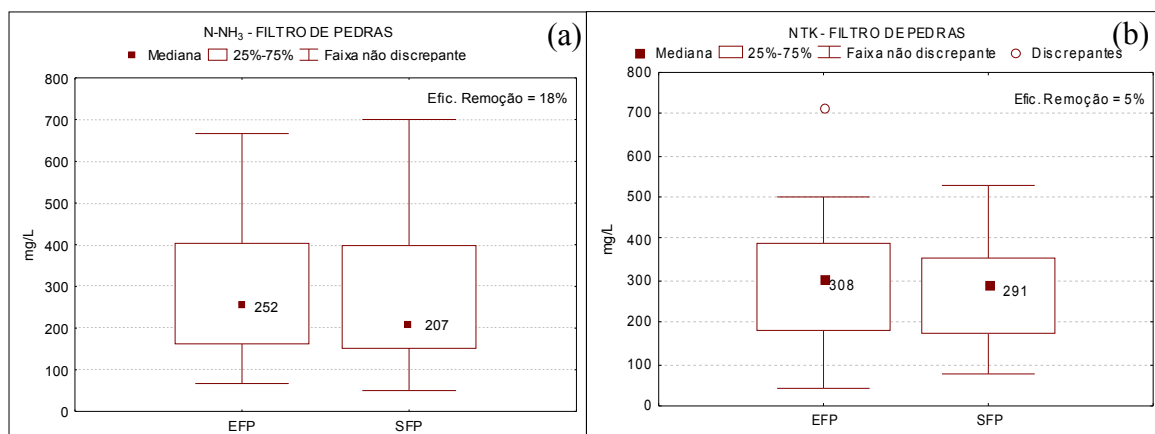 N-NH₃ - FILTRO DE PEDRAS
(a)
Mediana 25%-75% Faixa não discrepante
Efic. Remoção = 18%
800
700
600
500
400
300
200
100
0
mg/L
252
207
EFP
SFP
NTK- FILTRO DE PEDRAS
(b)
Mediana 25%-75% Faixa não discrepante Discrepantes
Efic. Remoção = 5%
800
700
600
500
400
300
200
100
0
mg/L
308
291
EFP
SFP